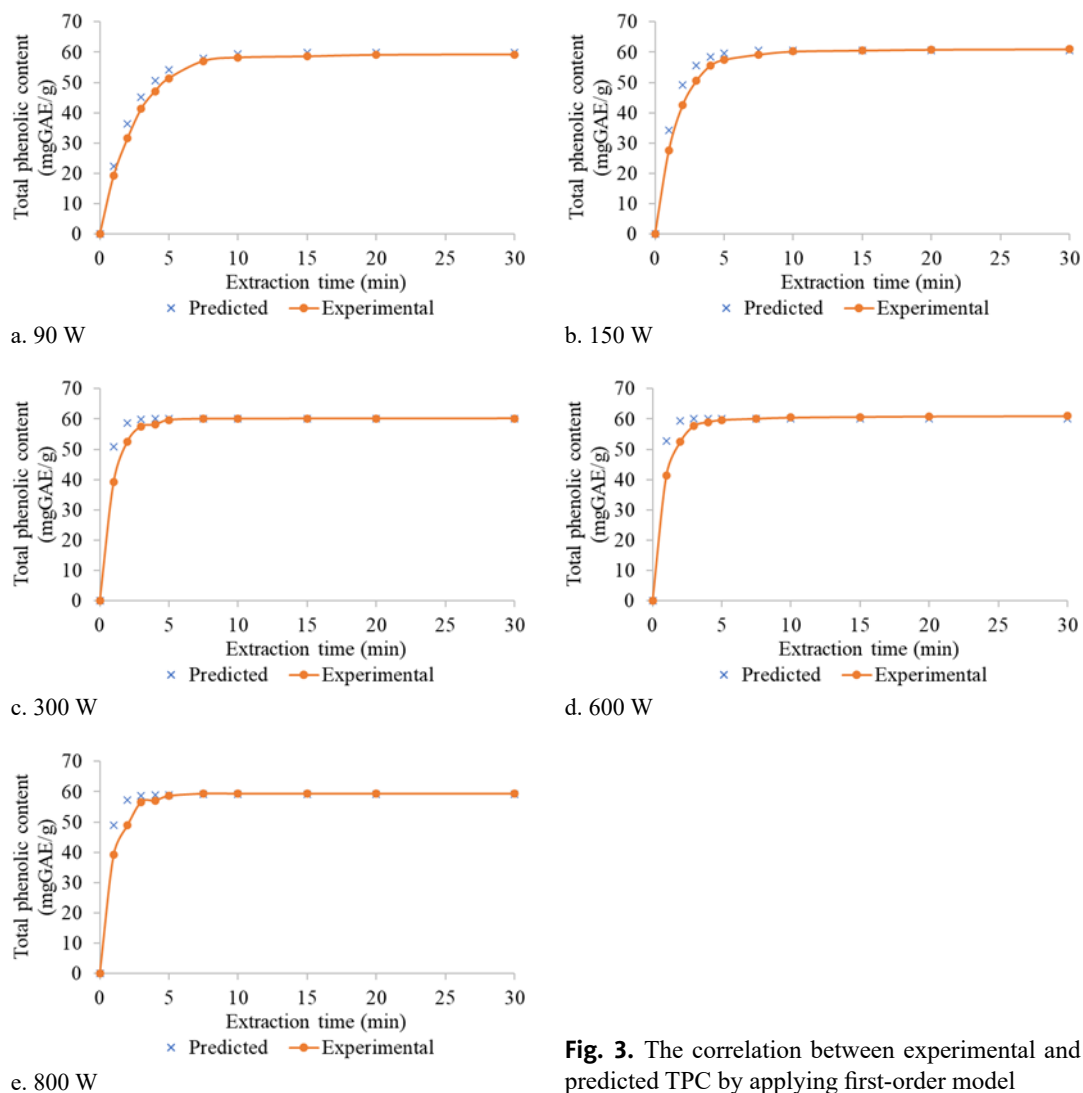 70
60
50
40
30
20
10
0
Total phenolic content
(mgGAE/g)
0 5 10 15 20 25 30
Extraction time (min)
Predicted Experimental
a. 90 W
70
60
50
40
30
20
10
0
Total phenolic content
(mgGAE/g)
0 5 10 15 20 25 30
Extraction time (min)
Predicted Experimental
b. 150 W
70
60
50
40
30
20
10
0
Total phenolic content
(mgGAE/g)
0 5 10 15 20 25 30
Extraction time (min)
Predicted Experimental
c. 300 W
70
60
50
40
30
20
10
0
Total phenolic content
(mgGAE/g)
0 5 10 15 20 25 30
Extraction time (min)
Predicted Experimental
d. 600 W
70
60
50
40
30
20
10
0
Total phenolic content
(mgGAE/g)
0 5 10 15 20 25 30
Extraction time (min)
Predicted Experimental
e. 800 W
Fig. 3. The correlation between experimental and
predicted TPC by applying first-order model